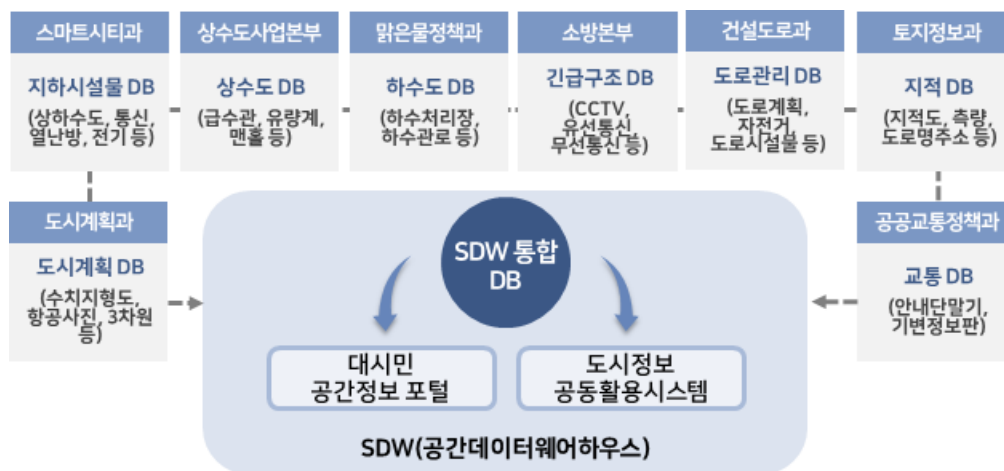 스마트시티과
지하시설물 DB
(상하수도, 통신,
열난방, 전기 등)
상수도사업본부
상수도 DB
(급수관, 유량계,
맨홀 등)
맑은물정책과
하수도 DB
(하수처리장,
하수관로 등)
소방본부
긴급구조 DB
(CCTV,
유선통신,
무선통신 등)
건설도로과
도로관리 DB
(도로계획,
자전거,
도로시설물 등)
토지정보과
지적 DB
(지적도, 측량,
도로명주소 등)
도시계획과
도시계획 DB
(수치지형도,
항공사진, 3차원
등)
SDW 통합
DB
대시민
공간정보 포털
도시정보
공동활용시스템
SDW(공간데이터웨어하우스)
공공교통정책과
교통 DB
(안내단말기,
기변정보판)